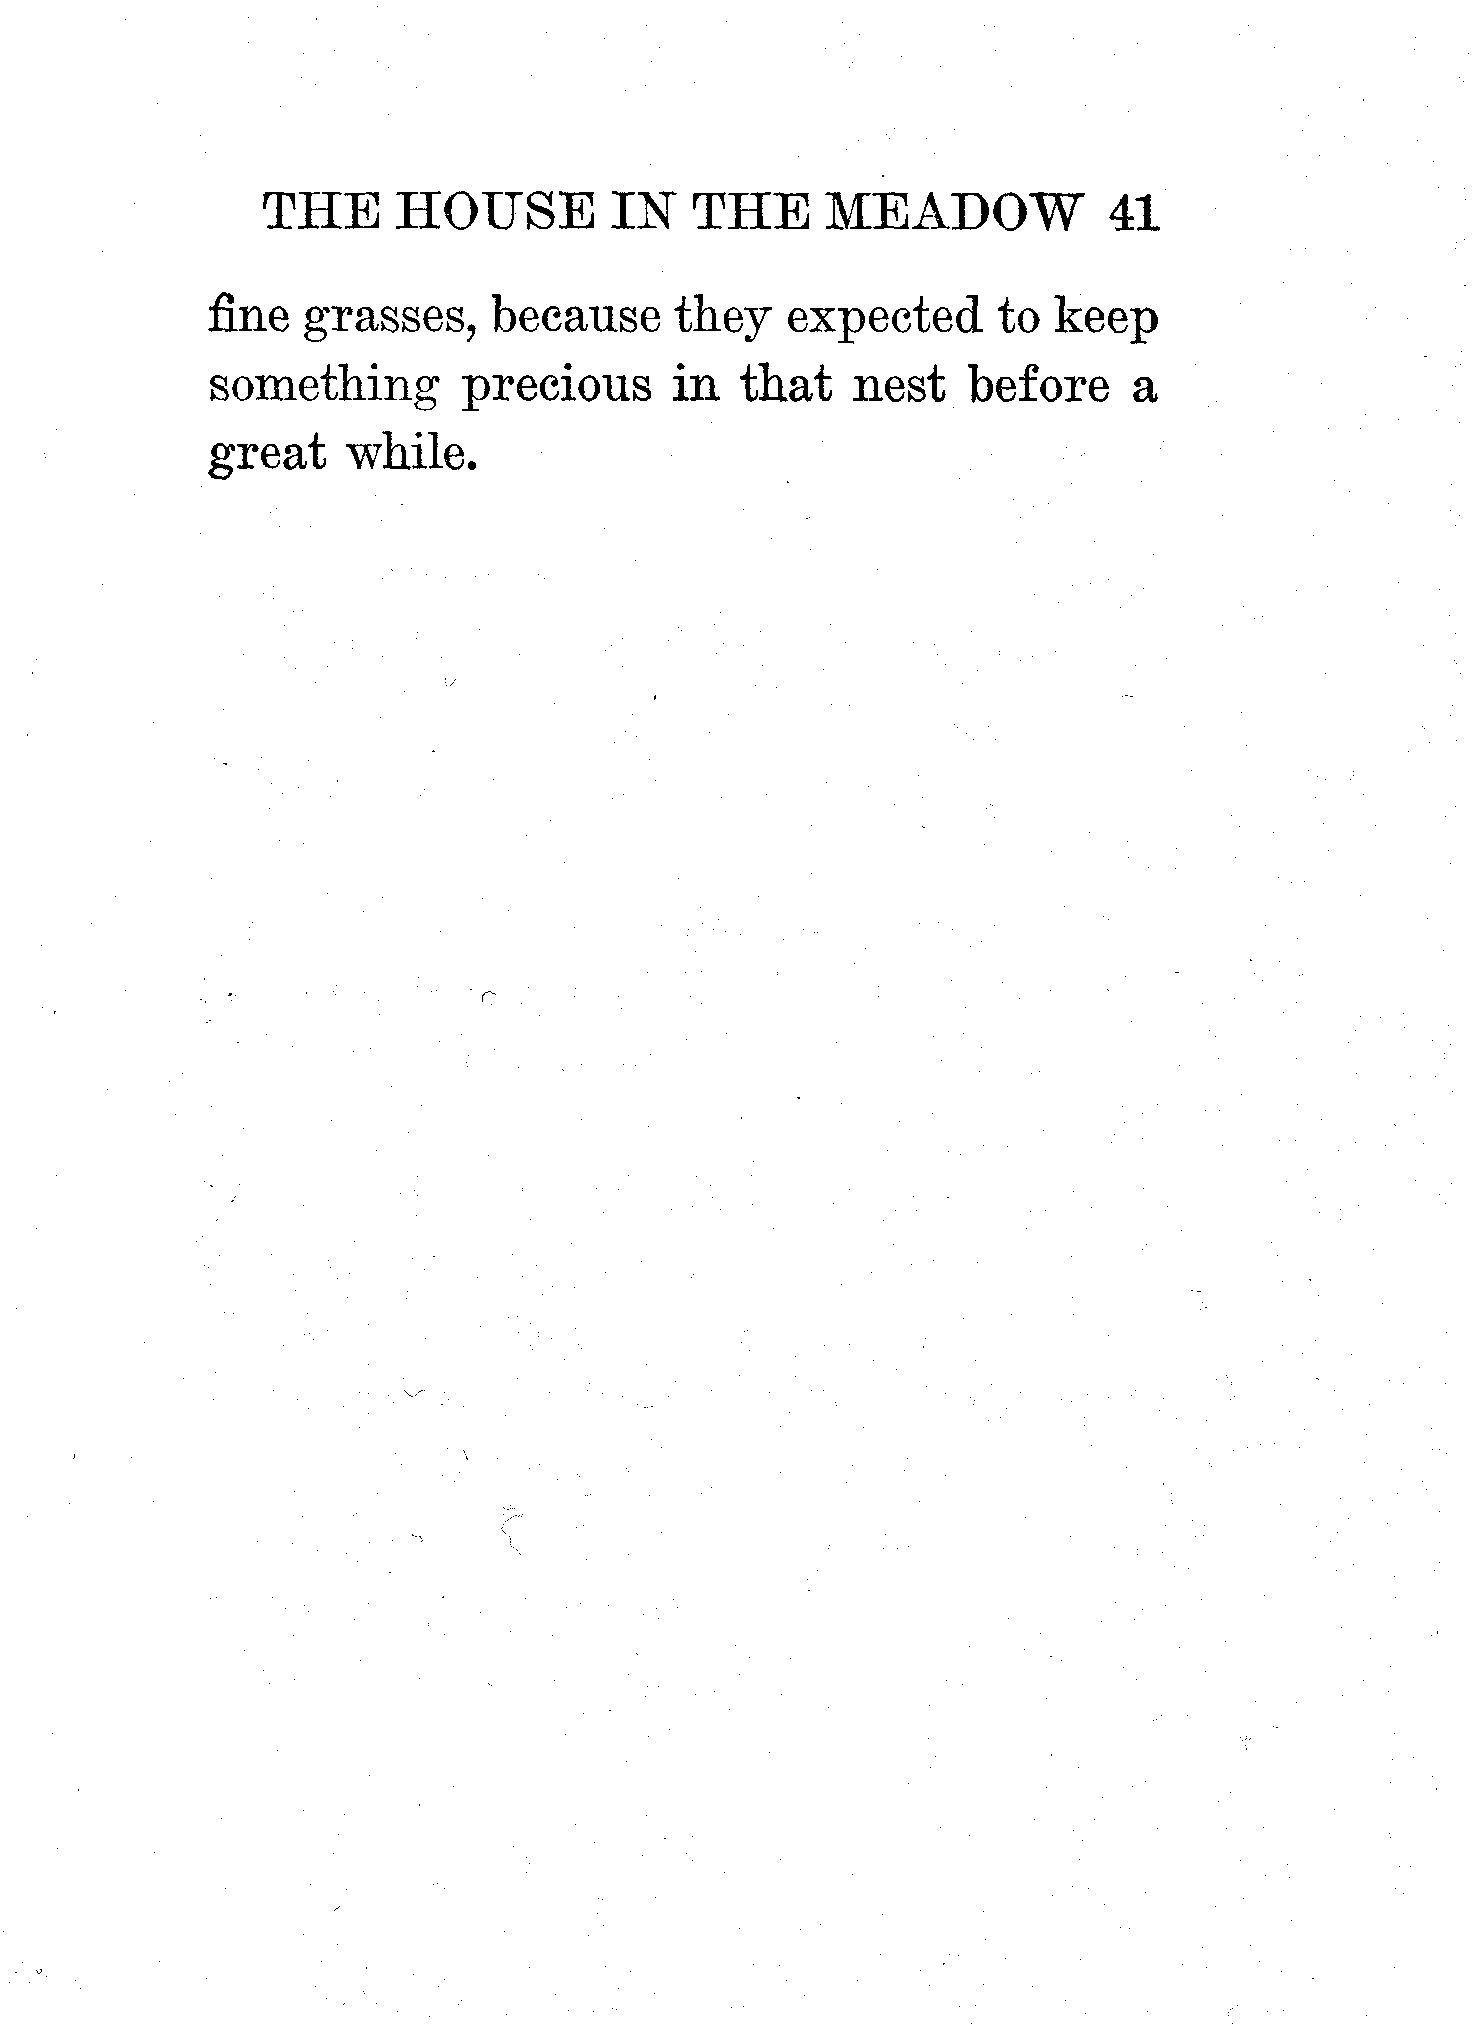 THE HOUSE IN THE MEADOW 41
fine grasses, because they expected to keep
something precious in that nest before a
great while.